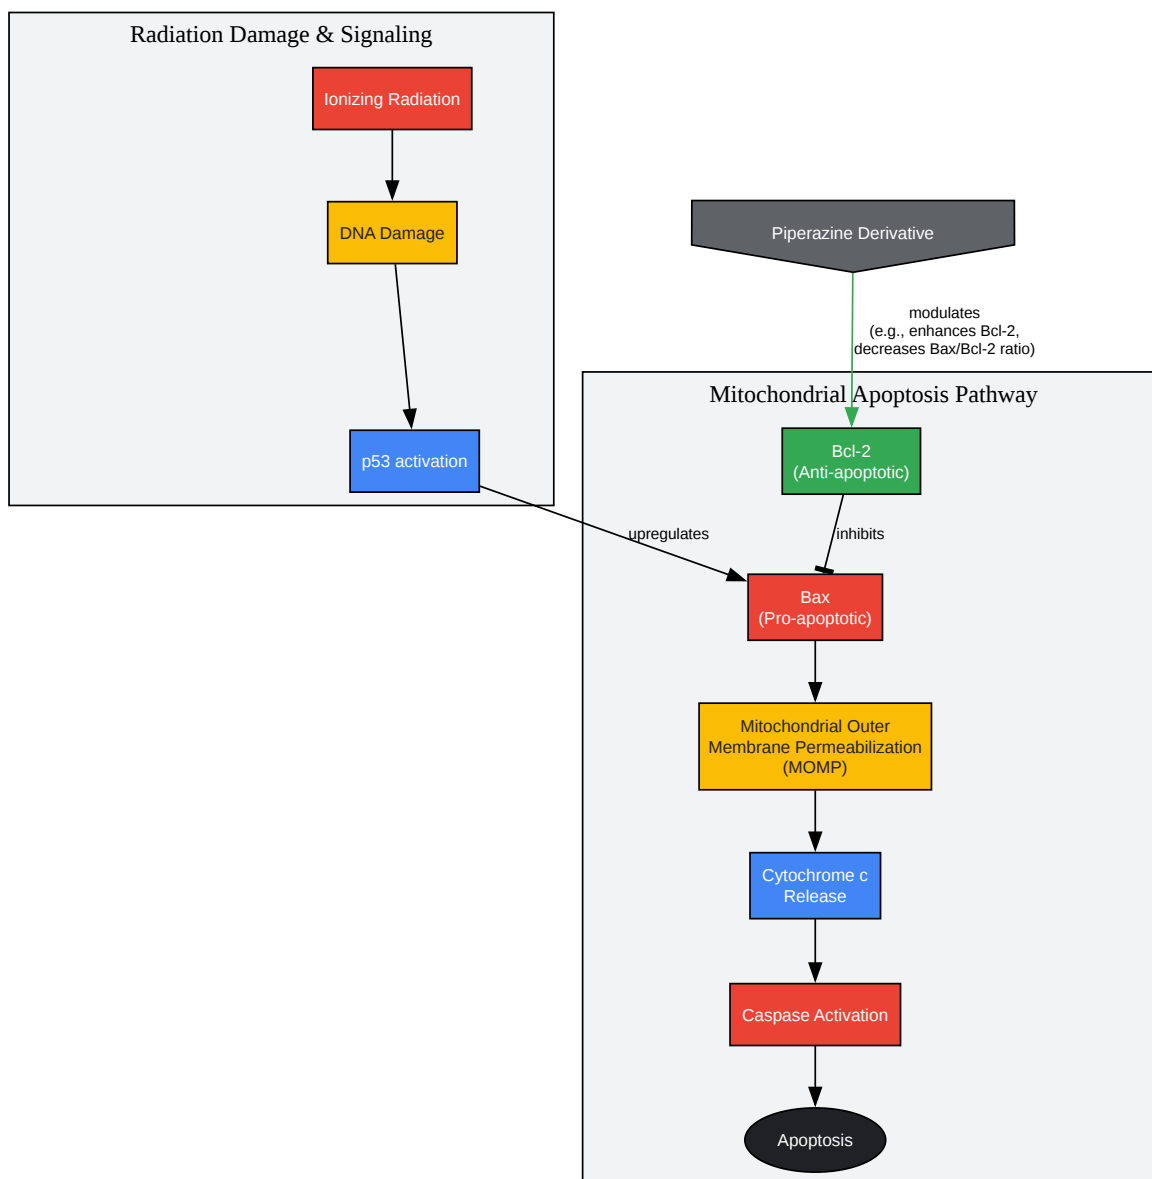 Radiation Damage & Signaling
Ionizing Radiation
DNA Damage
p53 activation
Piperazine Derivative
modulates
(e.g., enhances Bcl-2,
decreases Bax/Bcl-2 ratio)
Mitochondrial Apoptosis Pathway
Bcl-2
(Anti-apoptotic)
upregulates
inhibits
Bax
(Pro-apoptotic)
Mitochondrial Outer
Membrane Permeabilization
(MOMP)
Cytochrome c
Release
Caspase Activation
Apoptosis